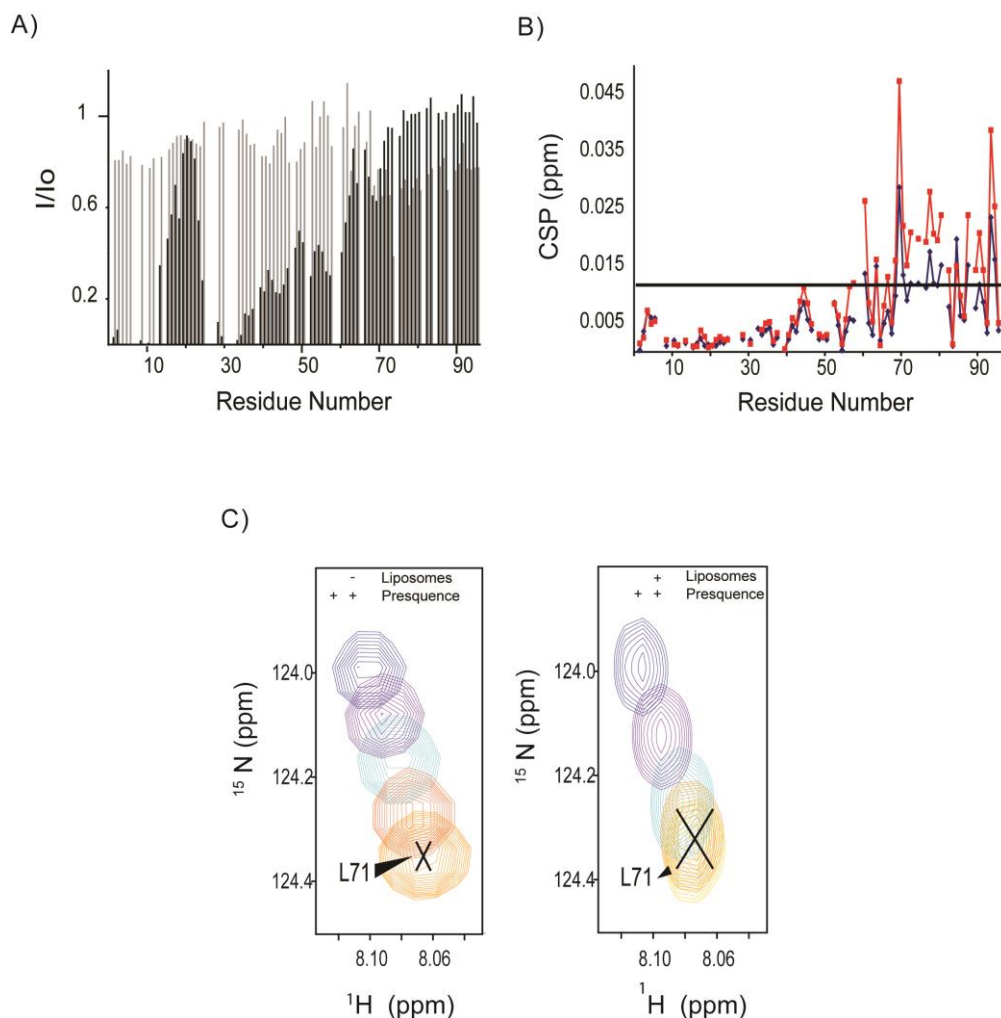 A)
B)
I/Io
1
0.6
0.2
10
30
50
70
90
Residue Number
CSP (ppm)
0.045
0.035
0.025
0.015
0.005
10
30
50
70
90
Residue Number
C)
- Liposomes
+ + Presquence
15 N (ppm)
124.0
124.2
124.4
L71
8.10
8.06
1H (ppm)
+ Liposomes
+ + Presquence
15 N (ppm)
124.0
124.2
124.4
L71
8.10
8.06
1 H (ppm)